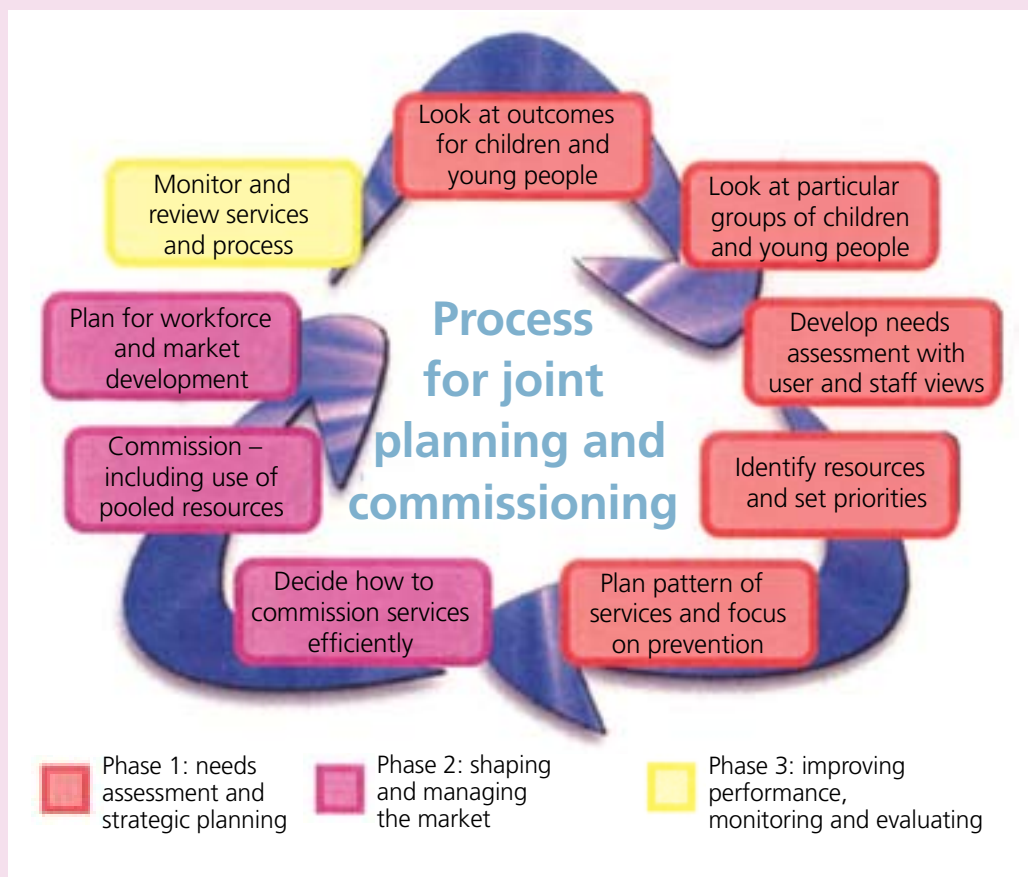 Look at outcomes
for children and
young people
Look at particular
groups of children
and young people
Develop needs
assessment with
user and staff views
Identify resources
and set priorities
Plan pattern of
services and focus
on prevention
Decide how to
commission services
efficiently
Commission –
including use of
pooled resources
Plan for workforce
and market
development
Monitor and
review services
and process
Process
for joint
planning and
commissioning
Phase 1: needs
assessment and
strategic planning
Phase 2: shaping
and managing
the market
Phase 3: improving
performance,
monitoring and evaluating